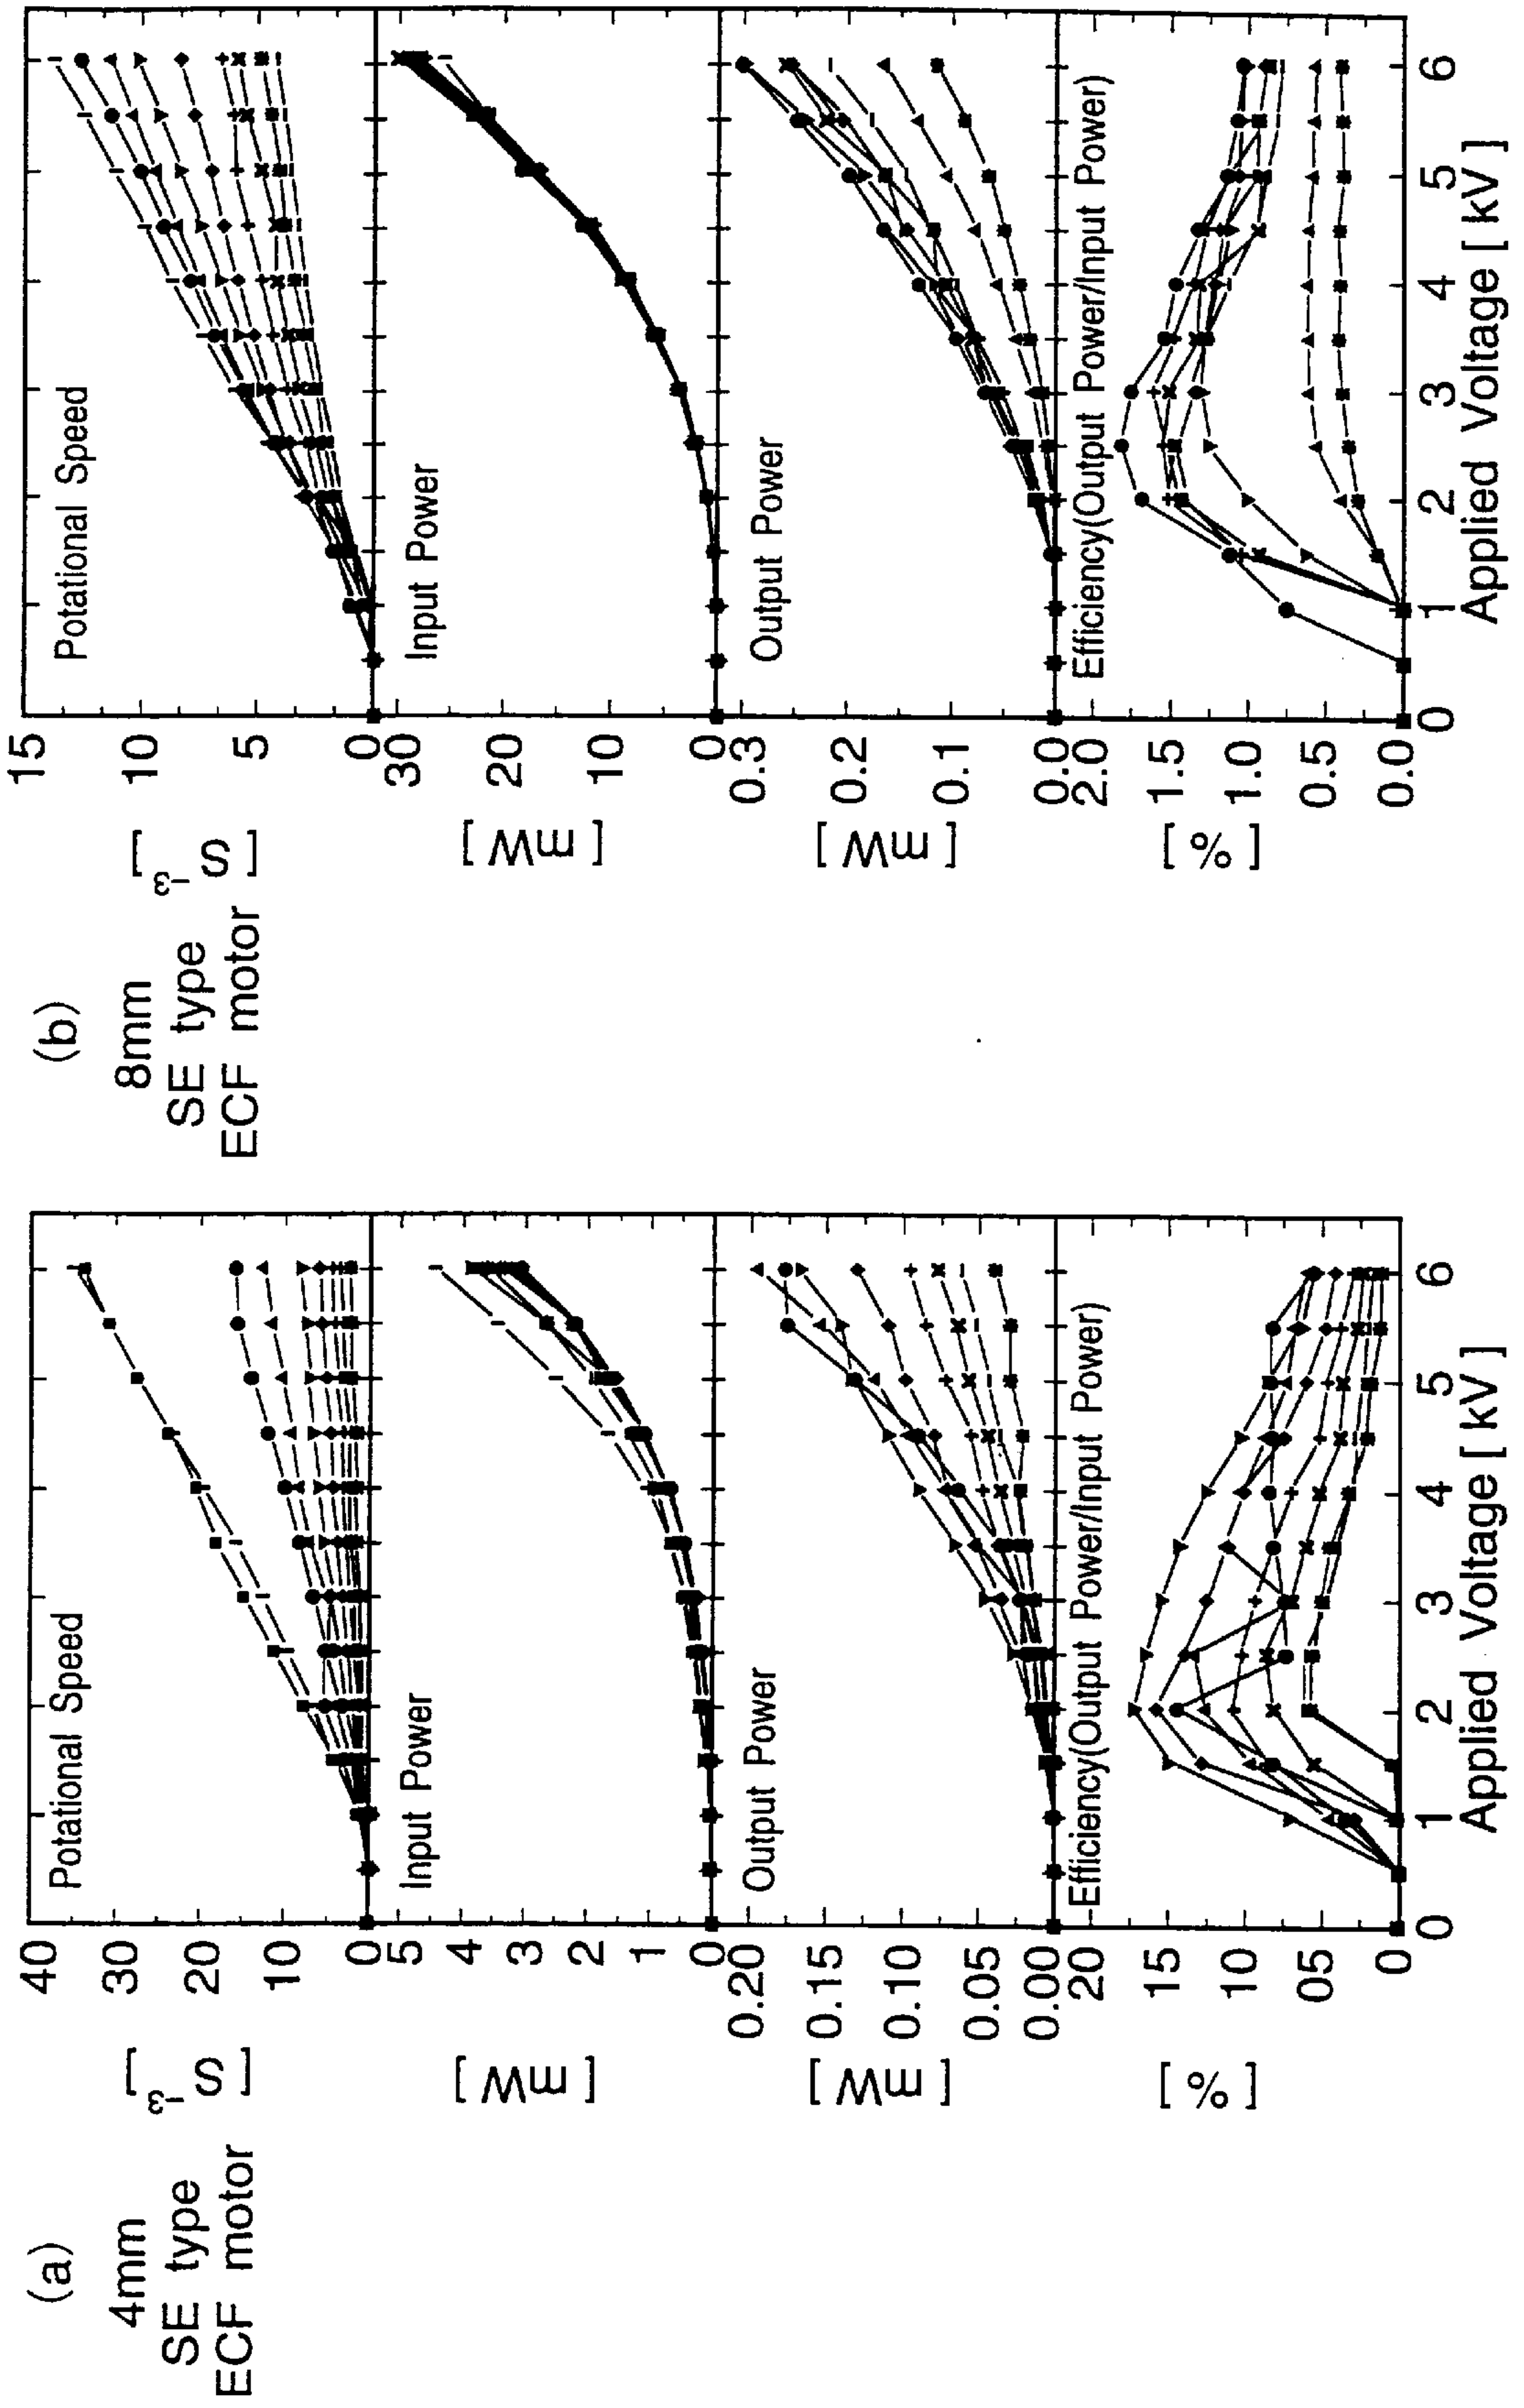 (a)
4mm
SE type
ECF motor
[ S⁻³ ]
40
30
20
10
0
Potational Speed
[ mW ]
5
4
3
2
1
0
Input Power
[ mW ]
0.20
0.15
0.10
0.05
0.00
Output Power
[ % ]
20
15
10
05
0
Efficiency(Output Power/Input Power)
0 1 2 3 4 5 6
Applied Voltage [ kV ]
(b)
8mm
SE type
ECF motor
[ S⁻³ ]
15
10
5
0
Potational Speed
[ mW ]
30
20
10
0
Input Power
[ mW ]
0.3
0.2
0.1
0.0
Output Power
[ % ]
2.0
1.5
1.0
0.5
0.0
Efficiency(Output Power/Input Power)
0 1 2 3 4 5 6
Applied Voltage [ kV ]